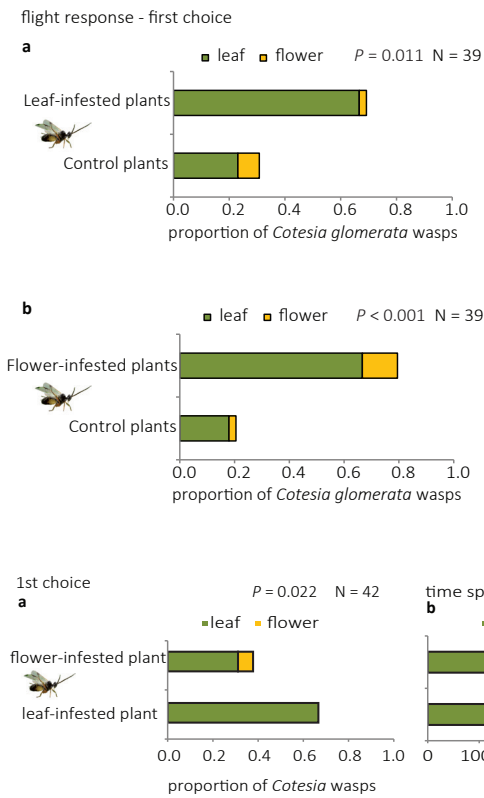 flight response - first choice
a
leaf flower P = 0.011 N = 39
Leaf-infested plants
Control plants
0.0 0.2 0.4 0.6 0.8 1.0
proportion of Cotesia glomerata wasps
b
leaf flower P < 0.001 N = 39
Flower-infested plants
Control plants
0.0 0.2 0.4 0.6 0.8 1.0
proportion of Cotesia glomerata wasps
1st choice
a
P = 0.022 N = 42
leaf flower
flower-infested plant
leaf-infested plant
0.0 0.2 0.4 0.6 0.8 1.0
proportion of Cotesia wasps
time sp
b
0 100